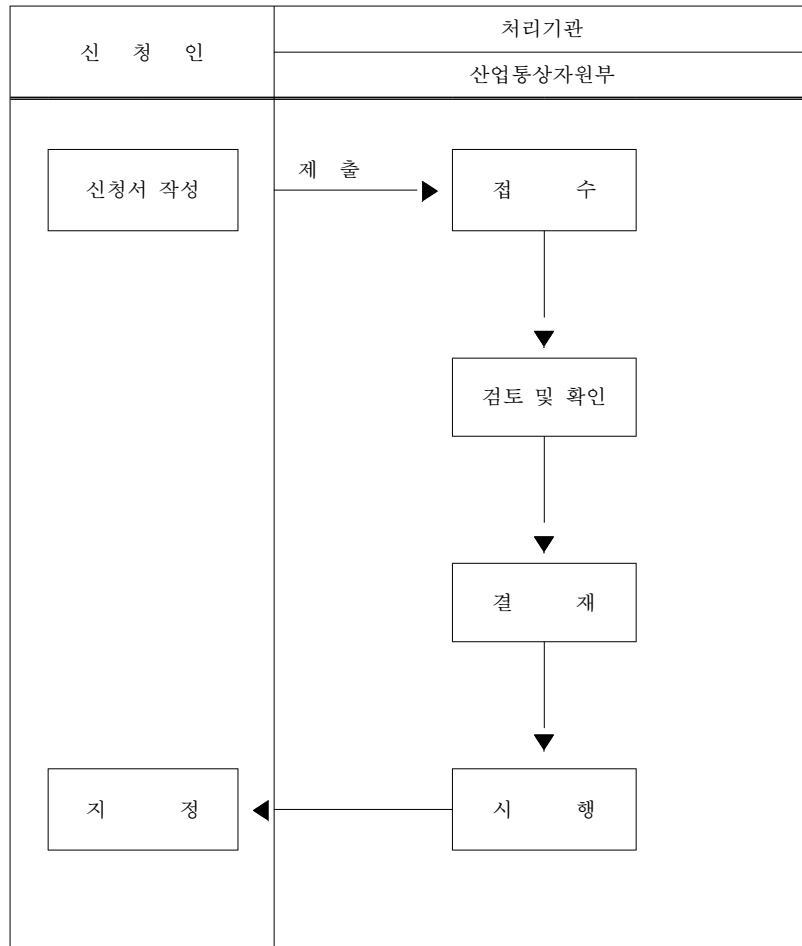 신 청 인
처리기관
산업통상자원부
신청서 작성
제 출
접 수
검토 및 확인
결 재
지 정
시 행